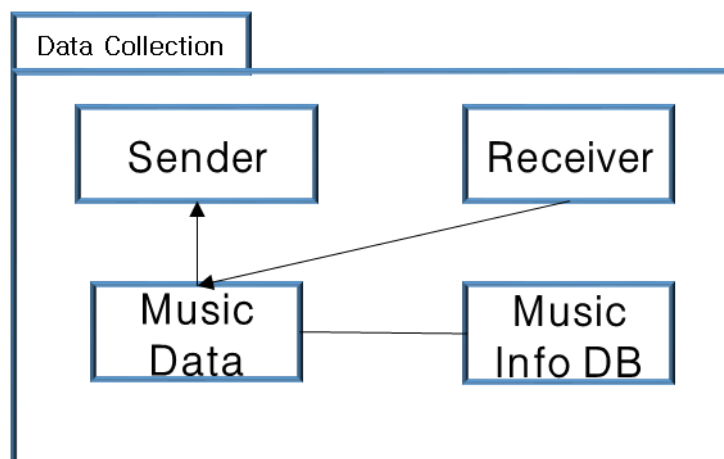 Data Collection
Sender
Receiver
Music
Data
Music
Info DB